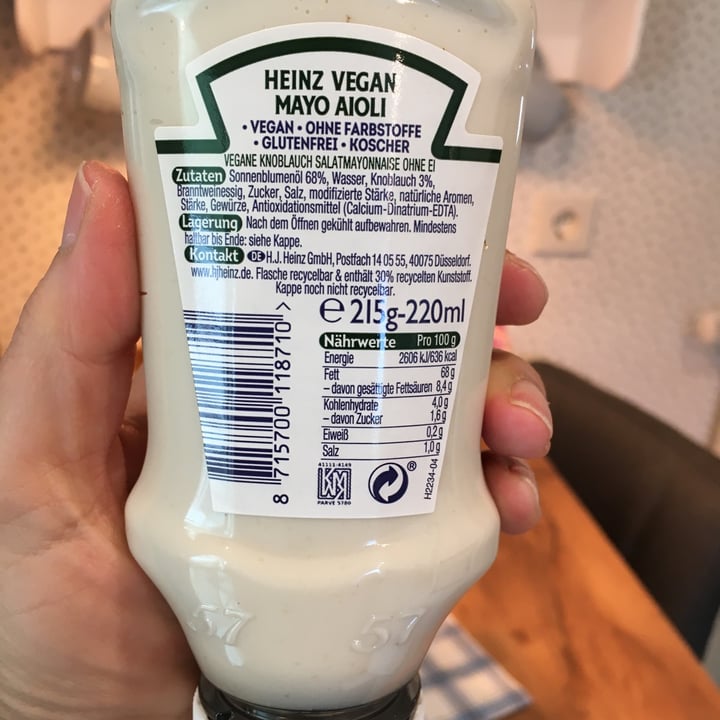 HEINZ VEGAN
MAYO AIOLI
• VEGAN • OHNE FARBSTOFFE
• GLUTENFREI • KOSCHER
VEGANE KNOBLAUCH SALATMAYONNAISE OHNE EI
Zutaten Sonnenblumenöl 68%, Wasser, Knoblauch 3%,
Branntweinessig, Zucker, Salz, modifizierte Stärke, natürliche Aromen,
Stärke, Gewürze, Antioxidationsmittel (Calcium-Dinatrium-EDTA).
Lagerung Nach dem Öffnen gekühlt aufbewahren. Mindestens
haltbar bis Ende: siehe Kappe.
Kontakt DE H.J. Heinz GmbH, Postfach 14 05 55, 40075 Düsseldorf.
www.hjheinz.de. Flasche recycelbar & enthält 30% recycelten Kunststoff.
Kappe noch nicht recycelbar.
e 215g-220ml
Nährwerte Pro 100 g
Energie 2606 kJ/636 kcal
Fett 68 g
– davon gesättigte Fettsäuren 8,4 g
Kohlenhydrate 4,0 g
– davon Zucker 1,6 g
Eiweiß 0,2 g
Salz 1,0 g
8 715700 118710 >
41111-4149
KM
PARVE 5780
®
H2234-04
57 57